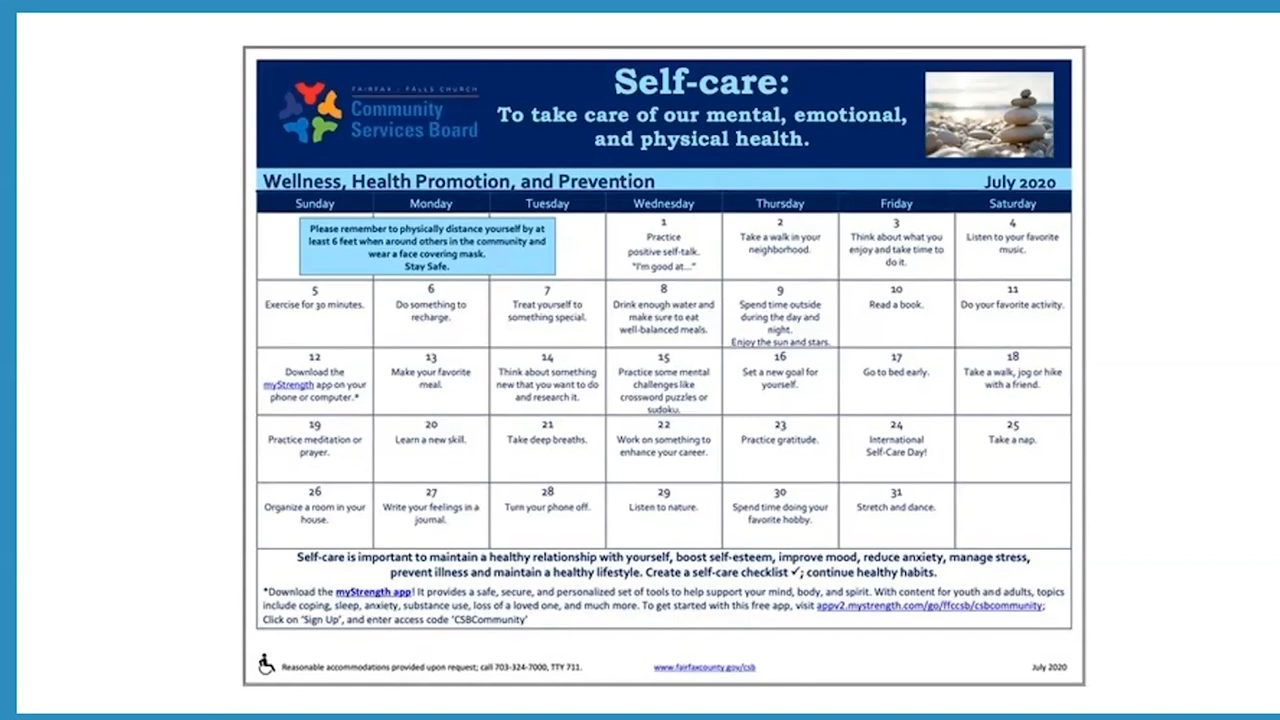 FAIRFAX / FALLS CHURCH
Community
Services Board
Self-care:
To take care of our mental, emotional,
and physical health.
Wellness, Health Promotion, and Prevention
July 2020
Sunday Monday Tuesday Wednesday Thursday Friday Saturday
Please remember to physically distance yourself by at
least 6 feet when around others in the community and
wear a face covering mask.
Stay Safe.
1
Practice
positive self-talk.
"I'm good at..."
2
Take a walk in your
neighborhood.
3
Think about what you
enjoy and take time to
do it.
4
Listen to your favorite
music.
5
Exercise for 30 minutes.
6
Do something to
recharge.
7
Treat yourself to
something special.
8
Drink enough water and
make sure to eat
well-balanced meals.
9
Spend time outside
during the day and
night.
Enjoy the sun and stars.
10
Read a book.
11
Do your favorite activity.
12
Download the
myStrength app on your
phone or computer.*
13
Make your favorite
meal.
14
Think about something
new that you want to do
and research it.
15
Practice some mental
challenges like
crossword puzzles or
sudoku.
16
Set a new goal for
yourself.
17
Go to bed early.
18
Take a walk, jog or hike
with a friend.
19
Practice meditation or
prayer.
20
Learn a new skill.
21
Take deep breaths.
22
Work on something to
enhance your career.
23
Practice gratitude.
24
International
Self-Care Day!
25
Take a nap.
26
Organize a room in your
house.
27
Write your feelings in a
journal.
28
Turn your phone off.
29
Listen to nature.
30
Spend time doing your
favorite hobby.
31
Stretch and dance.
Self-care is important to maintain a healthy relationship with yourself, boost self-esteem, improve mood, reduce anxiety, manage stress,
prevent illness and maintain a healthy lifestyle. Create a self-care checklist ✓; continue healthy habits.
*Download the myStrength app! It provides a safe, secure, and personalized set of tools to help support your mind, body, and spirit. With content for youth and adults, topics
include coping, sleep, anxiety, substance use, loss of a loved one, and much more. To get started with this free app, visit appv2.mystrength.com/go/ffccsb/csbcommunity;
Click on 'Sign Up', and enter access code 'CSBCommunity'
Reasonable accommodations provided upon request; call 703-324-7000, TTY 711.
www.fairfaxcounty.gov/csb
July 2020